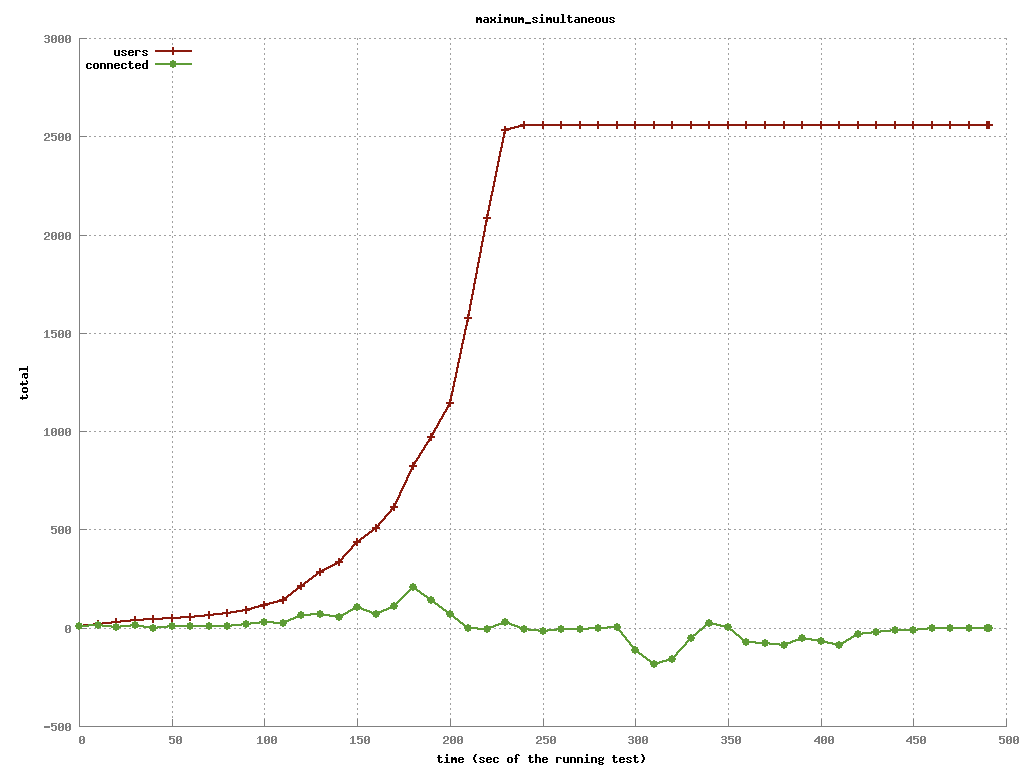 maximum_simultaneous
3000
users
connected
2500
2000
1500
total
1000
500
0
-500
0 50 100 150 200 250 300 350 400 450 500
time (sec of the running test)